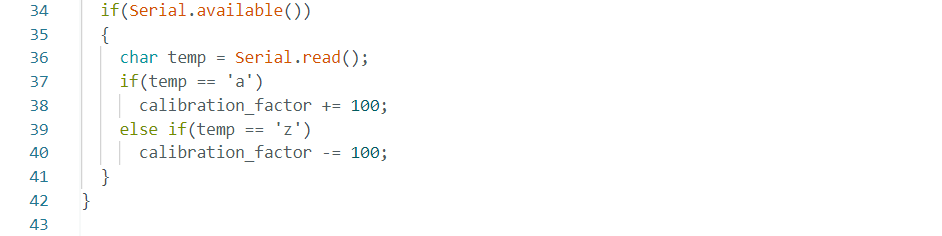 34 if(Serial.available())
35 {
36 char temp = Serial.read();
37 if(temp == 'a')
38 calibration_factor += 100;
39 else if(temp == 'z')
40 calibration_factor -= 100;
41 }
42 }
43